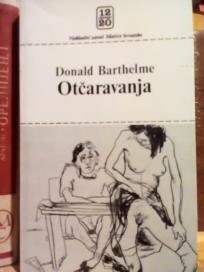 12
20
Nakladni zavod Matice hrvatske
Donald Barthelme
Otčaravanja